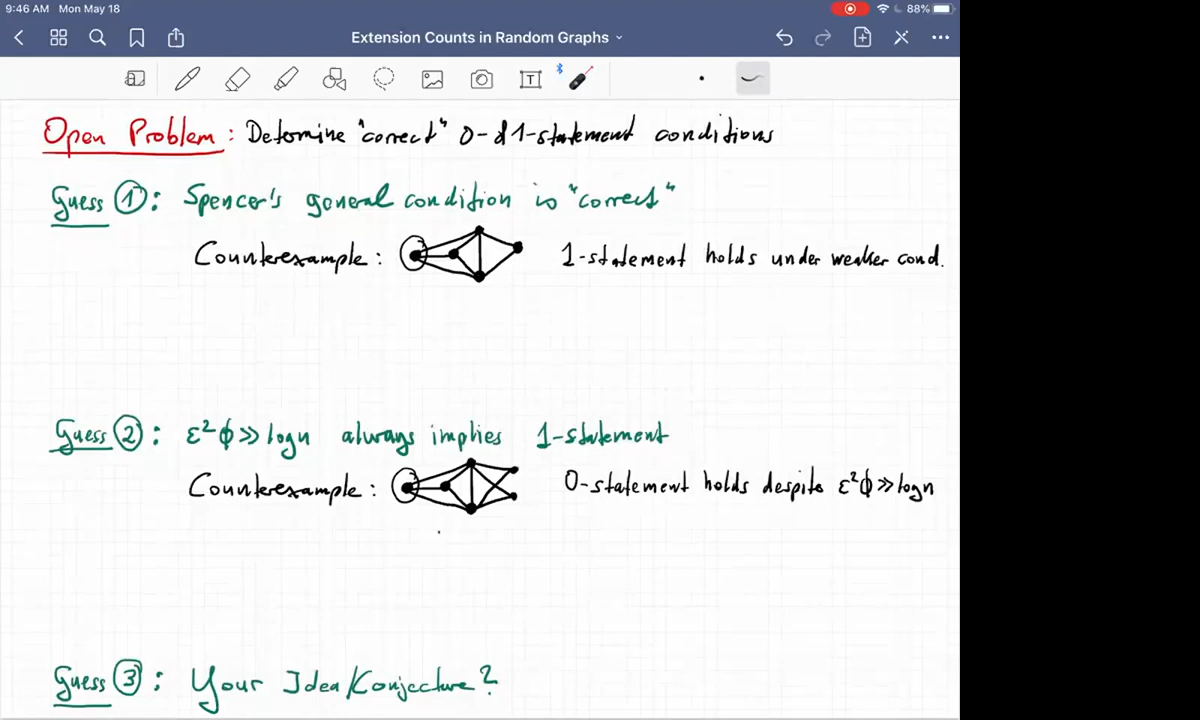 9:46 AM Mon May 18
88%
Extension Counts in Random Graphs
T
Open Problem: Determine "correct" 0- & 1-statement conditions
Guess ①: Spencer's general condition is "correct"
Counterexample: 1-statement holds under weaker cond.
Guess ②: ε²ϕ≫logn always implies 1-statement
Counterexample: 0-statement holds despite ε²ϕ≫logn
Guess ③: Your Idea/Conjecture?